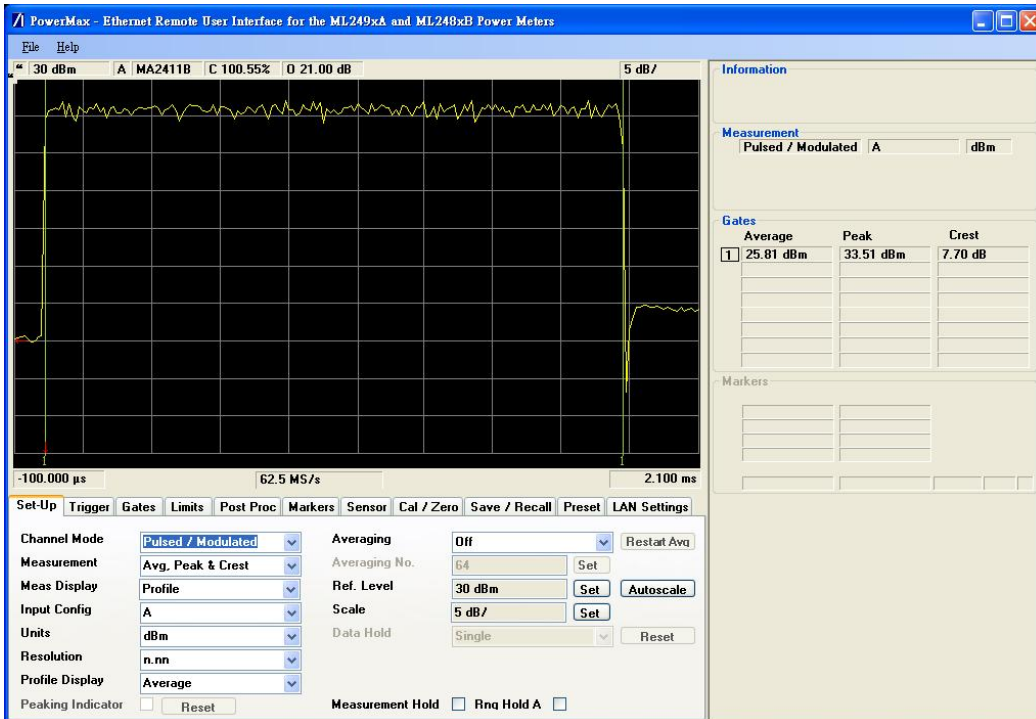 PowerMax - Ethernet Remote User Interface for the ML249xA and ML248xB Power Meters
File Help
30 dBm A MA2411B C 100.55% O 21.00 dB 5 dB/
1 1
-100.000 µs 62.5 MS/s 2.100 ms
Information
Measurement
Pulsed / Modulated A dBm
Gates
Average Peak Crest
1 25.81 dBm 33.51 dBm 7.70 dB
Markers
Set-Up Trigger Gates Limits Post Proc Markers Sensor Cal / Zero Save / Recall Preset LAN Settings
Channel Mode Pulsed / Modulated Averaging Off Restart Avg
Measurement Avg, Peak & Crest Averaging No. 64 Set
Meas Display Profile Ref. Level 30 dBm Set Autoscale
Input Config A Scale 5 dB/ Set
Units dBm Data Hold Single Reset
Resolution n.nn
Profile Display Average
Peaking Indicator Reset Measurement Hold Rng Hold A